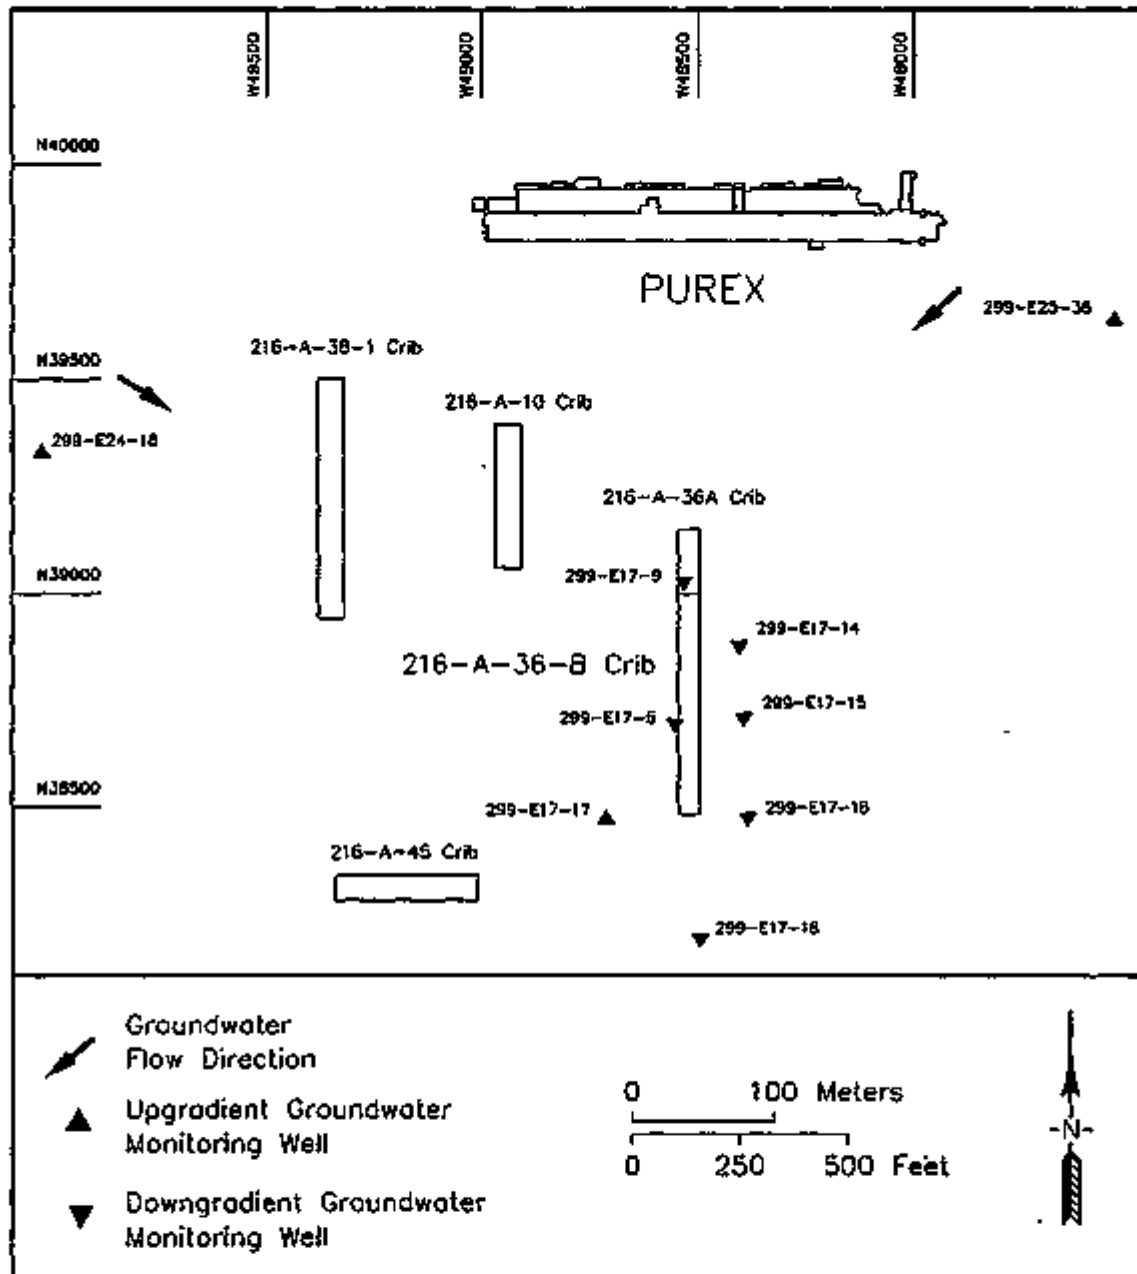 W49500
W49000
W48500
W48000
N40000
PUREX
299-E25-36
216-A-38-1 Crib
N39500
216-A-10 Crib
299-E24-18
216-A-36A Crib
N39000
299-E17-9
299-E17-14
216-A-36-B Crib
299-E17-15
299-E17-5
N38500
299-E17-17
299-E17-16
216-A-45 Crib
299-E17-18
Groundwater
Flow Direction
Upgradient Groundwater
Monitoring Well
Downgradient Groundwater
Monitoring Well
0 100 Meters
0 250 500 Feet
-N-